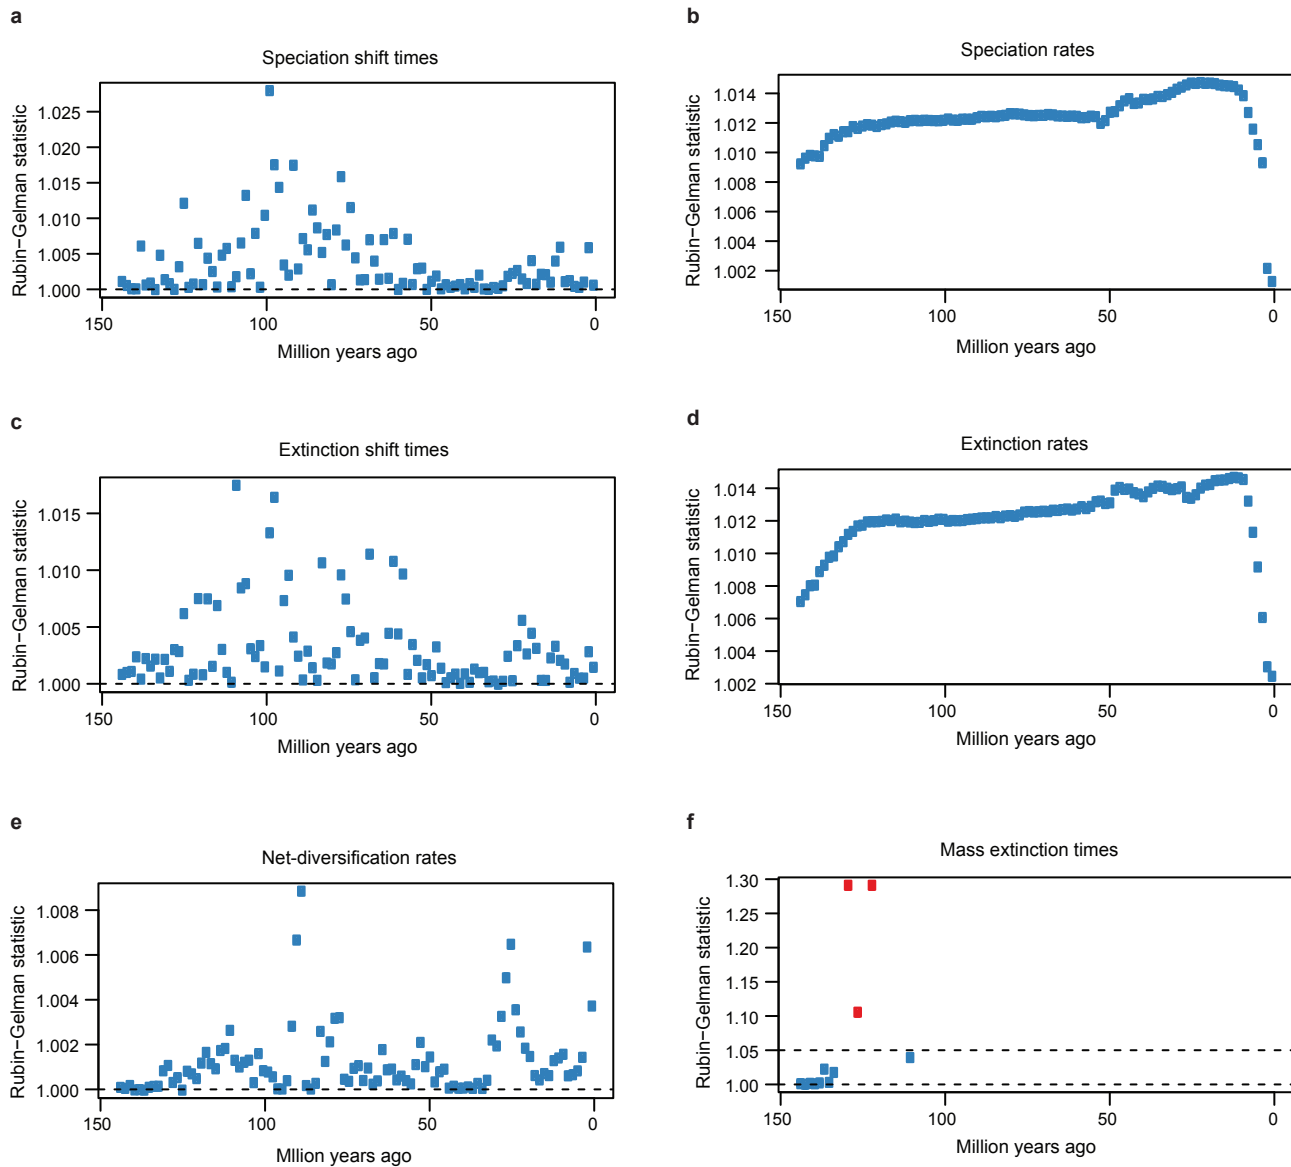 a
Speciation shift times
Rubin−Gelman statistic
1.025
1.020
1.015
1.010
1.005
1.000
150
100
50
0
Million years ago
b
Speciation rates
Rubin−Gelman statistic
1.014
1.012
1.010
1.008
1.006
1.004
1.002
150
100
50
0
Million years ago
c
Extinction shift times
Rubin−Gelman statistic
1.015
1.010
1.005
1.000
150
100
50
0
Million years ago
d
Extinction rates
Rubin−Gelman statistic
1.014
1.012
1.010
1.008
1.006
1.004
1.002
150
100
50
0
Million years ago
e
Net-diversification rates
Rubin−Gelman statistic
1.008
1.006
1.004
1.002
1.000
150
100
50
0
MIlion years ago
f
Mass extinction times
Rubin−Gelman statistic
1.30
1.25
1.20
1.15
1.10
1.05
1.00
150
100
50
0
Million years ago